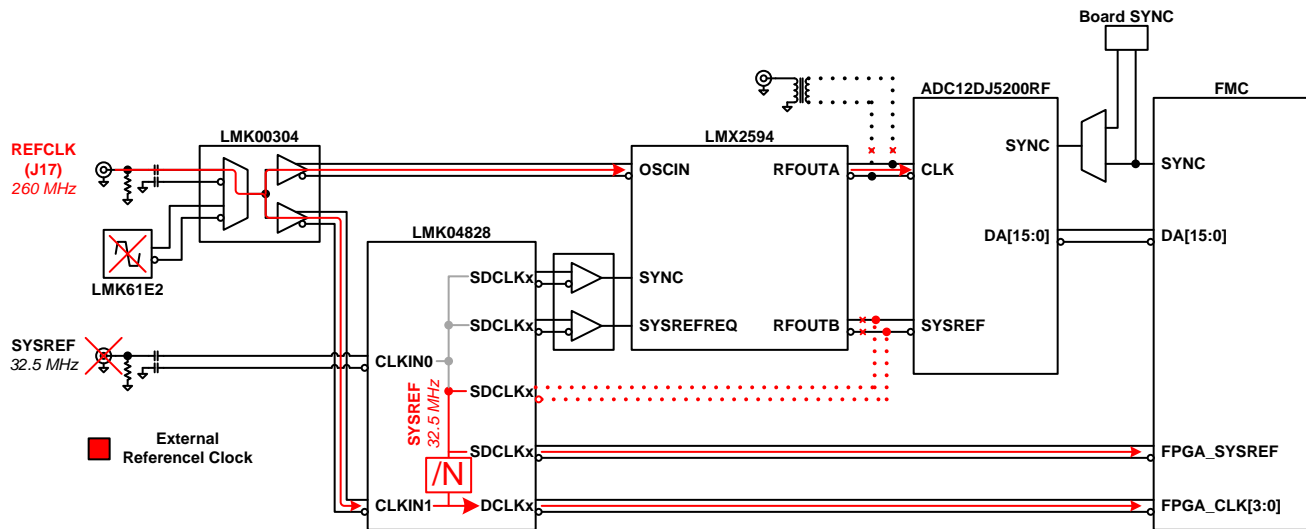 Board SYNC
ADC12DJ5200RF
FMC
LMK00304
LMX2594
REFCLK
(J17)
260 MHz
OSCIN
RFOUTA
CLK
SYNC
SYNC
LMK04828
DA[15:0]
DA[15:0]
LMK61E2
SDCLKx
SYNC
SDCLKx
SYSREFREQ
RFOUTB
SYSREF
SYSREF
32.5 MHz
CLKIN0
SDCLKx
SYSREF
32.5 MHz
External
Referencel Clock
SDCLKx
FPGA_SYSREF
/N
CLKIN1
DCLKx
FPGA_CLK[3:0]